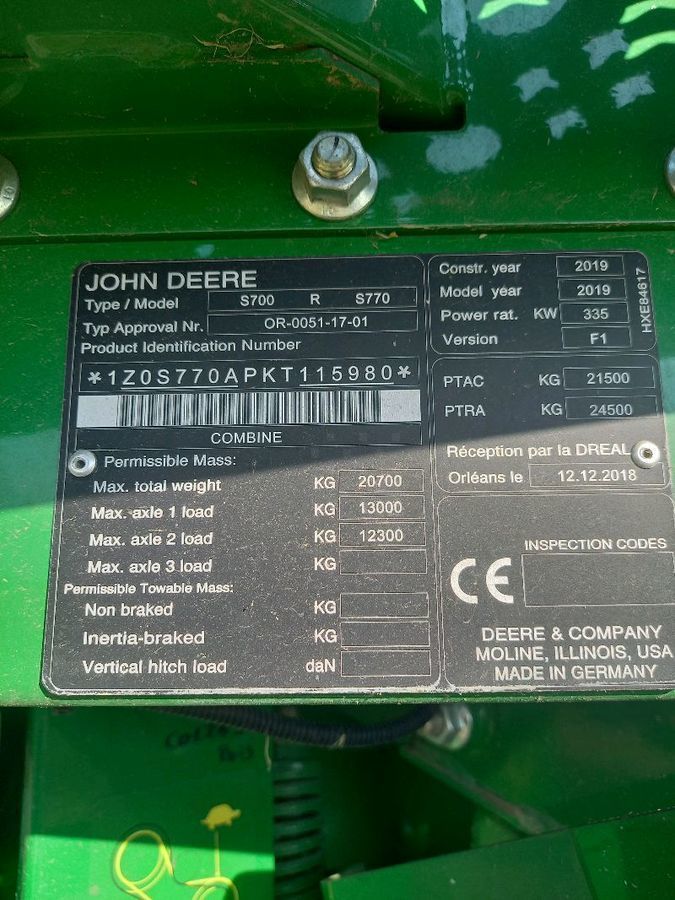 JOHN DEERE
Type / Model S700 R S770
Typ Approval Nr. OR-0051-17-01
Product Identification Number
*1Z0S770APKT115980*
COMBINE
Permissible Mass:
Max. total weight KG 20700
Max. axle 1 load KG 13000
Max. axle 2 load KG 12300
Max. axle 3 load KG
Permissible Towable Mass:
Non braked KG
Inertia-braked KG
Vertical hitch load daN
Constr. year 2019
Model year 2019
Power rat. KW 335
Version F1
HXE84617
PTAC KG 21500
PTRA KG 24500
Réception par la DREAL
Orléans le 12.12.2018
INSPECTION CODES
CE
DEERE & COMPANY
MOLINE, ILLINOIS, USA
MADE IN GERMANY